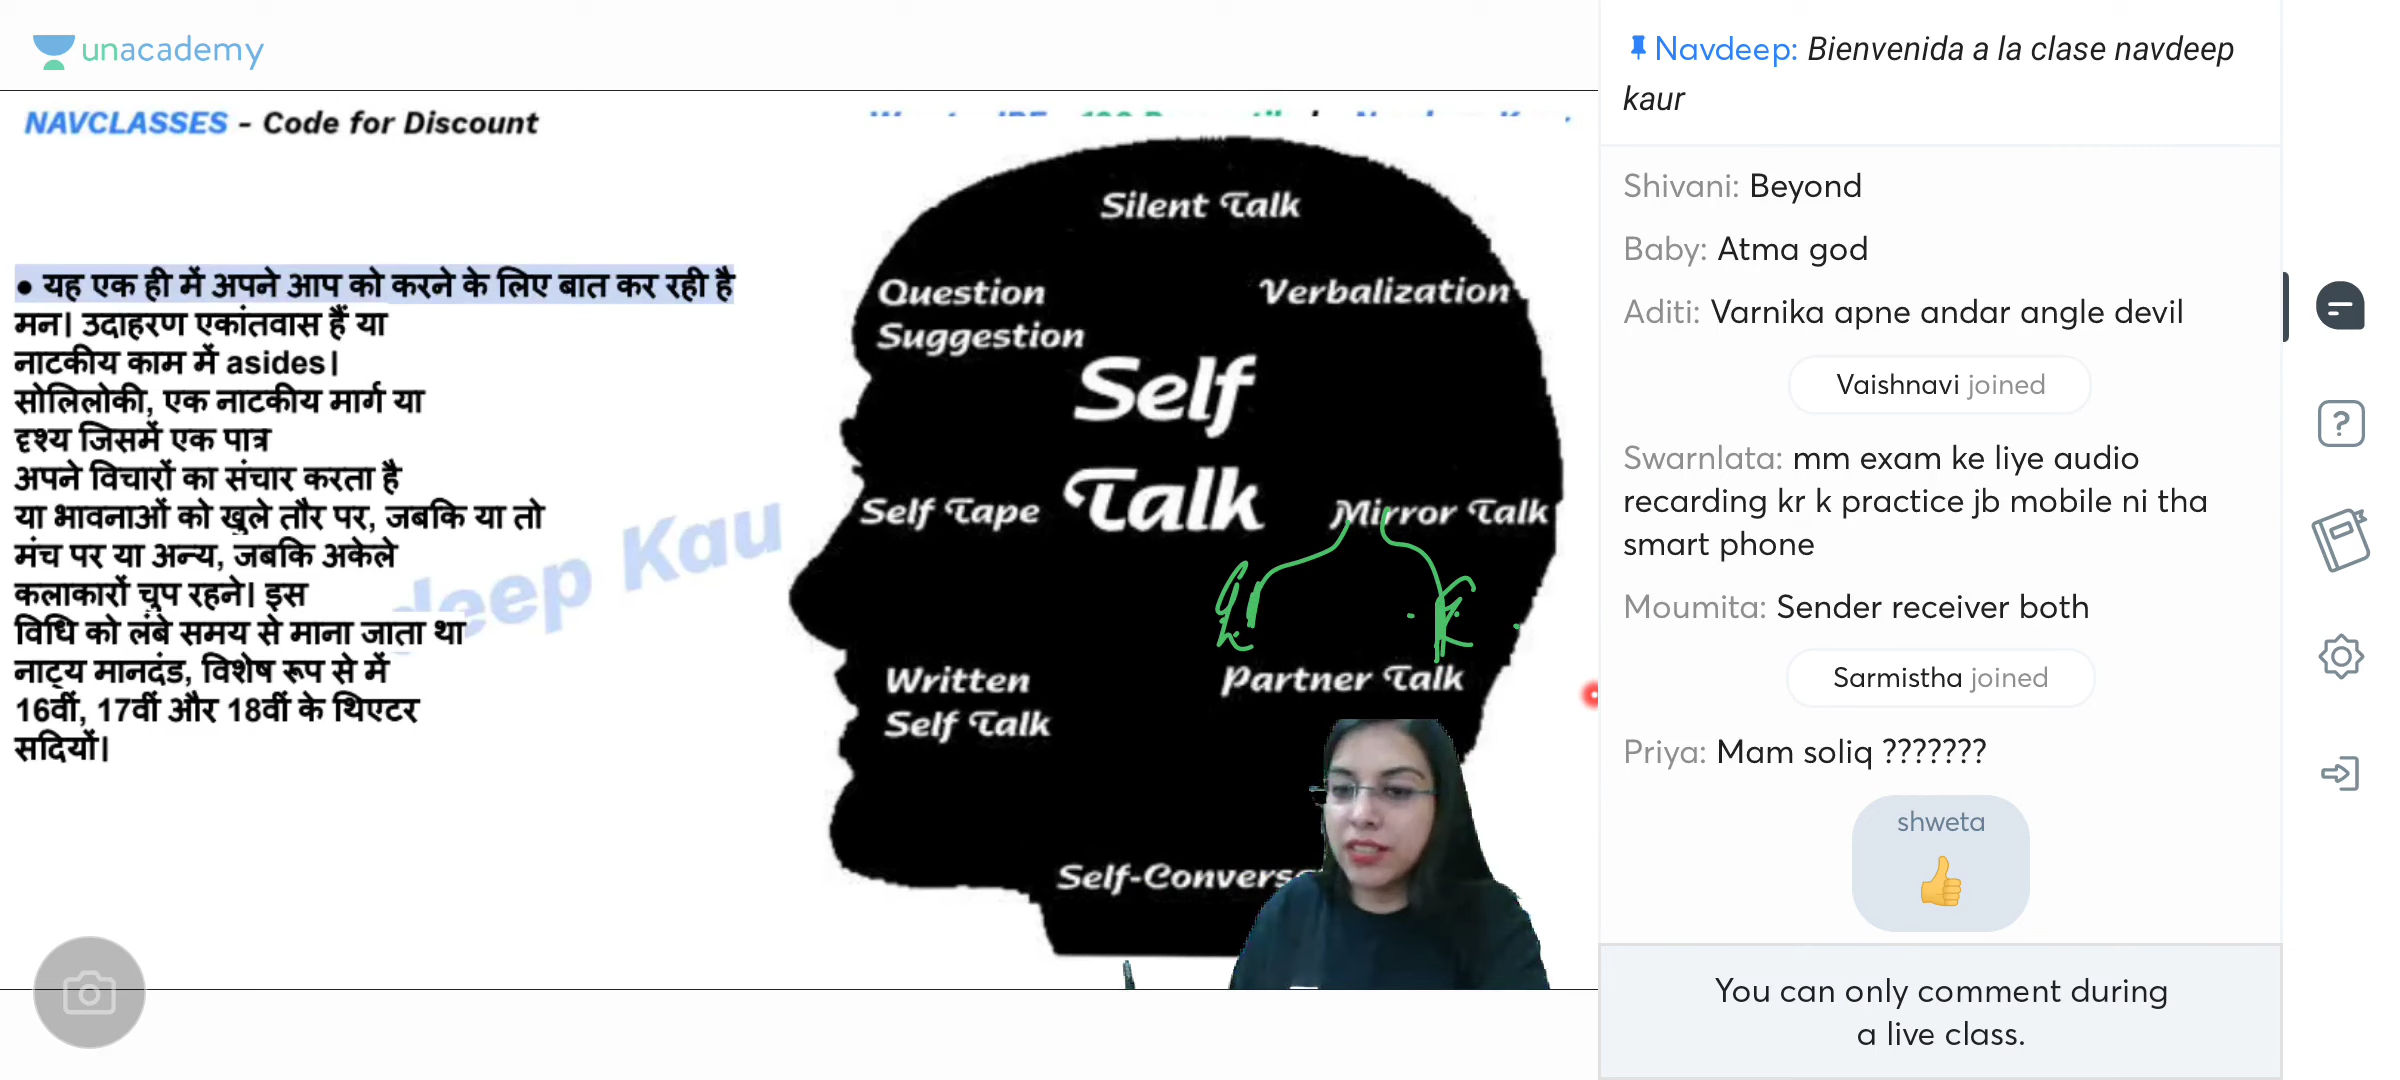 unacademy
NAVCLASSES - Code for Discount
• यह एक ही में अपने आप को करने के लिए बात कर रही है
मन। उदाहरण एकांतवास हैं या
नाटकीय काम में asides।
सोलिलोकी, एक नाटकीय मार्ग या
दृश्य जिसमें एक पात्र
अपने विचारों का संचार करता है
या भावनाओं को खुले तौर पर, जबकि या तो
मंच पर या अन्य, जबकि अकेले
कलाकारों चुप रहने। इस
विधि को लंबे समय से माना जाता था
नाट्य मानदंड, विशेष रूप से में
16वीं, 17वीं और 18वीं के थिएटर
सदियों।
deep Kau
Silent Talk
Question
Suggestion
Verbalization
Self
Talk
Self Tape
Mirror Talk
Written
Self Talk
Partner Talk
Self-Convers
Navdeep: Bienvenida a la clase navdeep
kaur
Shivani: Beyond
Baby: Atma god
Aditi: Varnika apne andar angle devil
Vaishnavi joined
Swarnlata: mm exam ke liye audio
recarding kr k practice jb mobile ni tha
smart phone
Moumita: Sender receiver both
Sarmistha joined
Priya: Mam soliq ???????
shweta
You can only comment during
a live class.